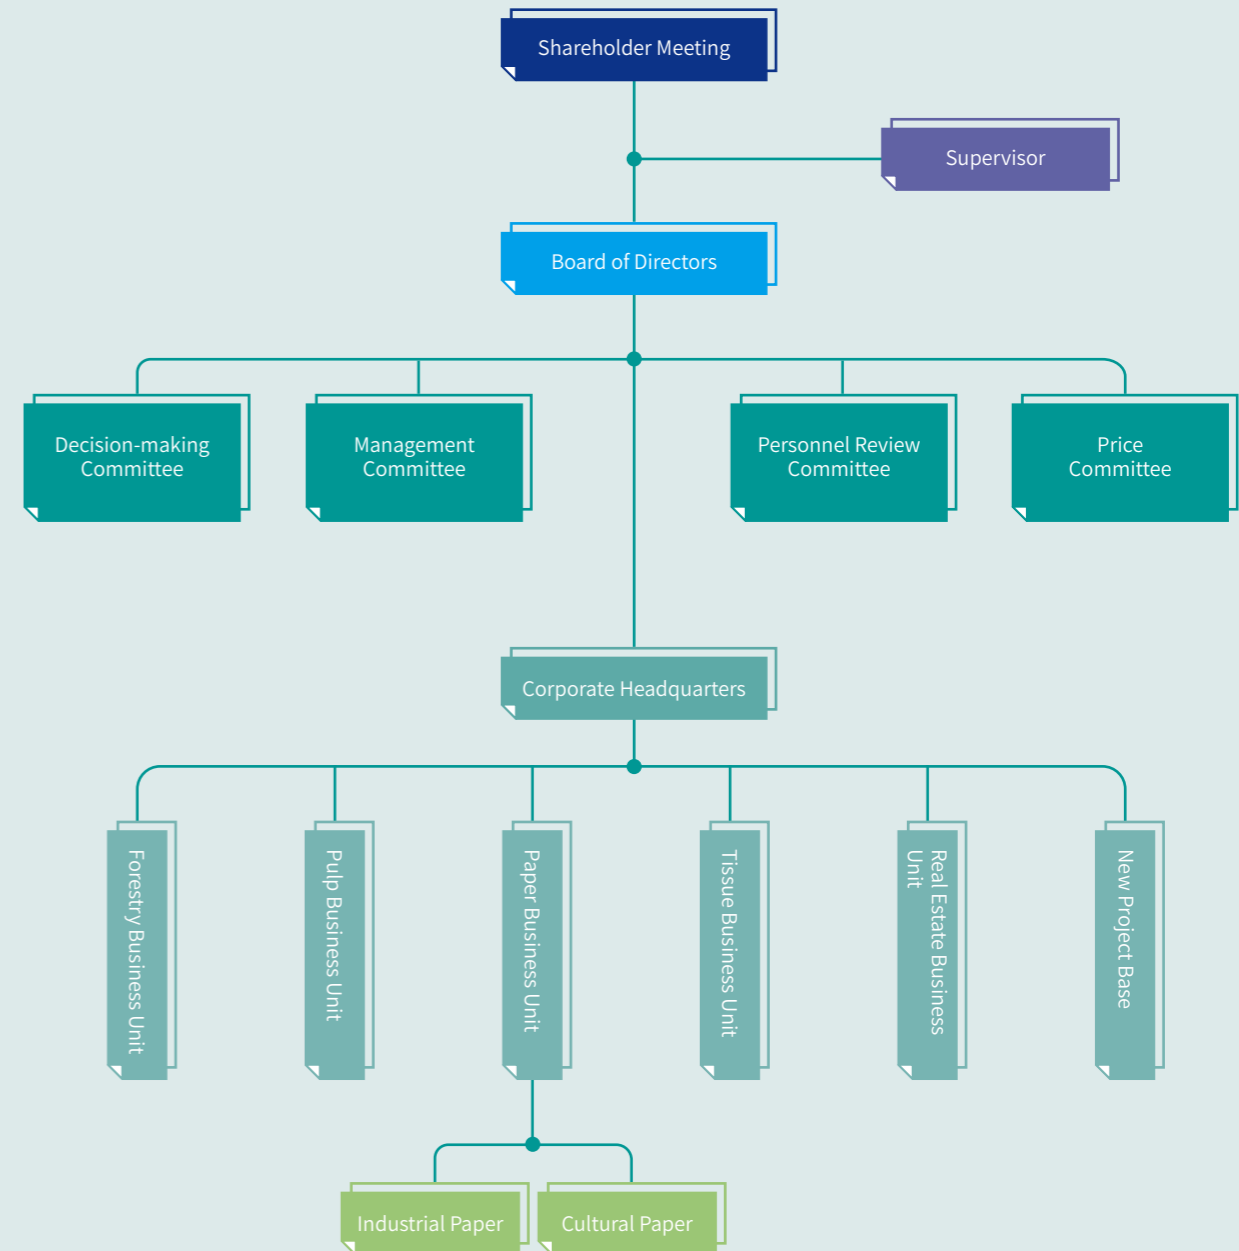 Shareholder Meeting
Supervisor
Board of Directors
Decision-making
Committee
Management
Committee
Personnel Review
Committee
Price
Committee
Corporate Headquarters
Forestry Business Unit
Pulp Business Unit
Paper Business Unit
Tissue Business Unit
Real Estate Business
Unit
New Project Base
Industrial Paper
Cultural Paper